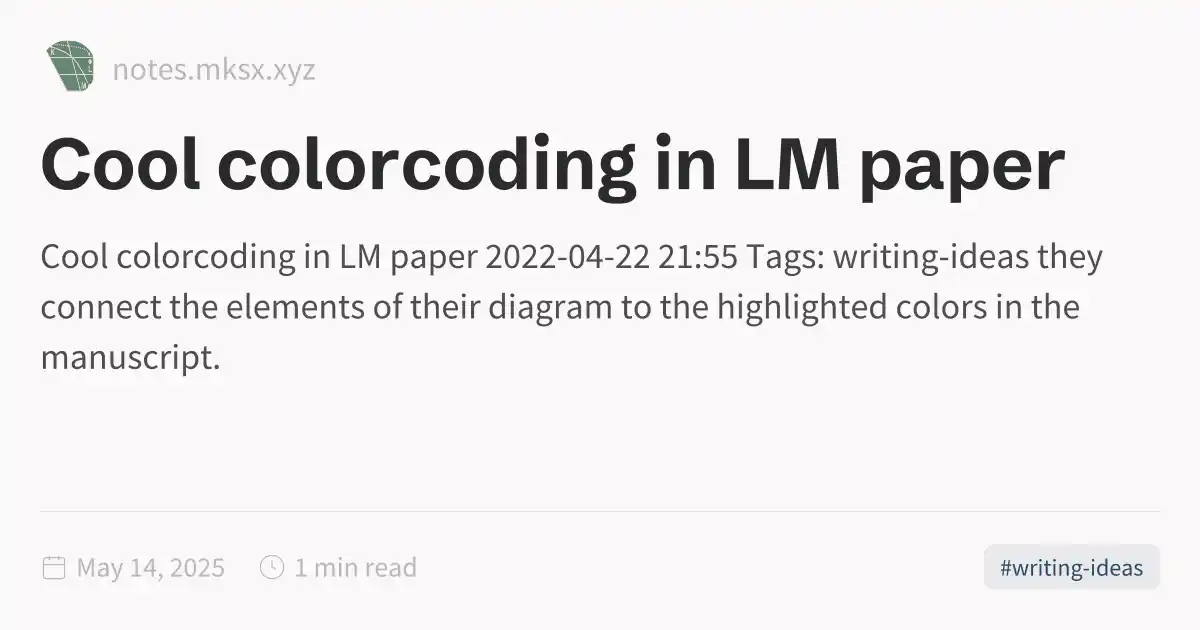 notes.mksx.xyz
Cool colorcoding in LM paper
Cool colorcoding in LM paper 2022-04-22 21:55 Tags: writing-ideas they
connect the elements of their diagram to the highlighted colors in the
manuscript.
May 14, 2025
1 min read
#writing-ideas